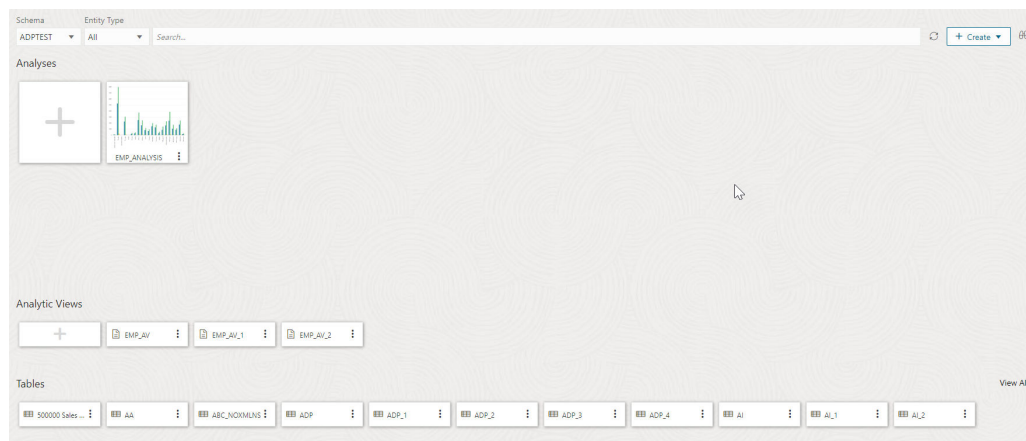 Schema Entity Type
ADPTEST All Search... + Create
Analyses
EMP_ANALYSIS
Analytic Views
EMP_AV EMP_AV_1 EMP_AV_2
Tables View Al
500000 Sales ... AA ABC_NOXMLNS ADP ADP_1 ADP_2 ADP_3 ADP_4 AI AI_1 AI_2